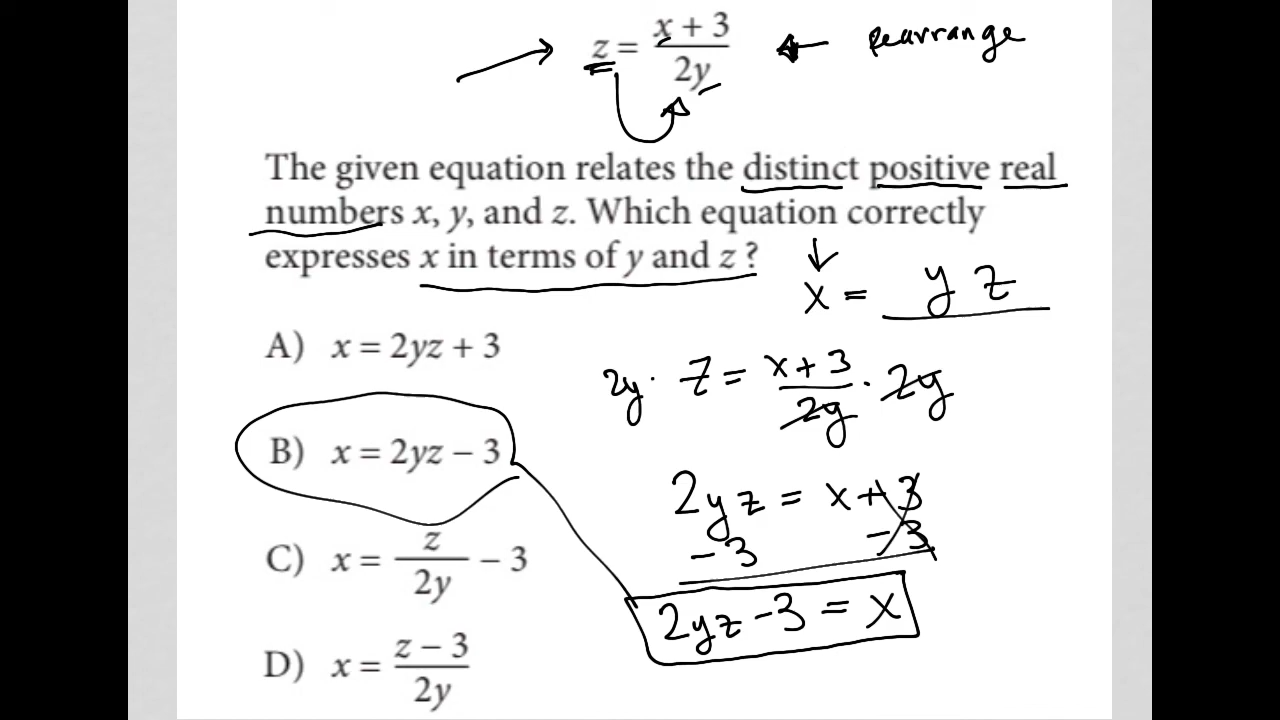 z = (x + 3)/(2y) rearrange
The given equation relates the distinct positive real
numbers x, y, and z. Which equation correctly
expresses x in terms of y and z ?
x = y z
A) x = 2yz + 3
2y · z = (x + 3)/(2y) · 2y
B) x = 2yz − 3
2yz = x + 3
− 3 − 3
C) x = z/(2y) − 3
2yz − 3 = x
D) x = (z − 3)/(2y)